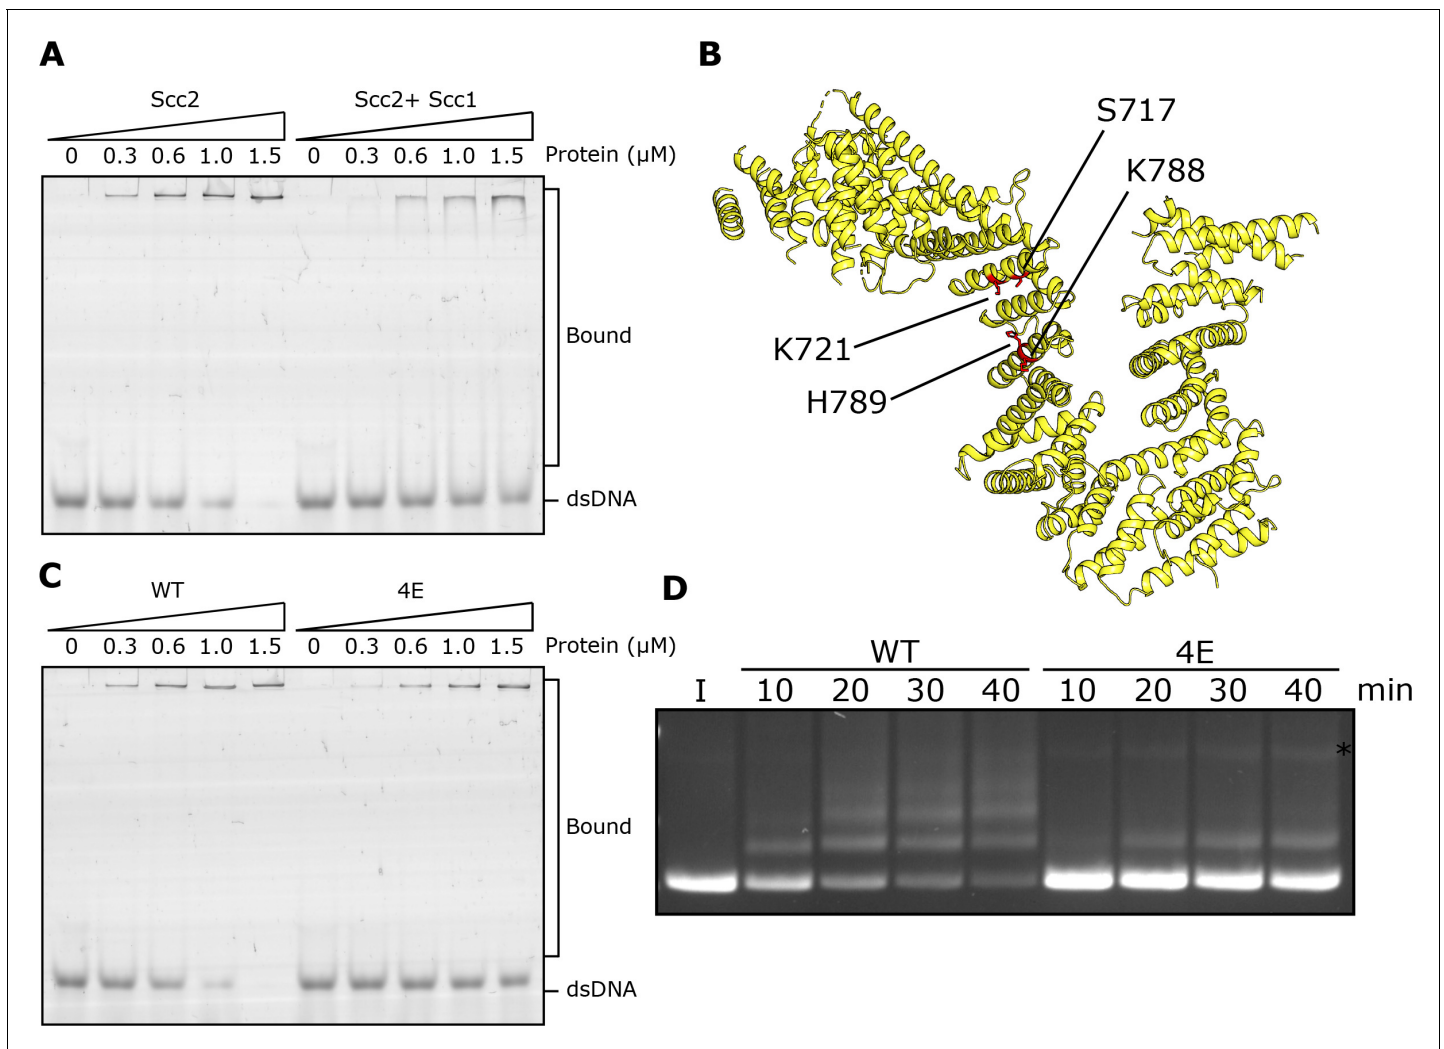 A
Scc2 Scc2+ Scc1
0 0.3 0.6 1.0 1.5 0 0.3 0.6 1.0 1.5 Protein (µM)
Bound
dsDNA
B
S717
K788
K721
H789
C
WT 4E
0 0.3 0.6 1.0 1.5 0 0.3 0.6 1.0 1.5 Protein (µM)
Bound
dsDNA
D
WT 4E
I 10 20 30 40 10 20 30 40 min
*